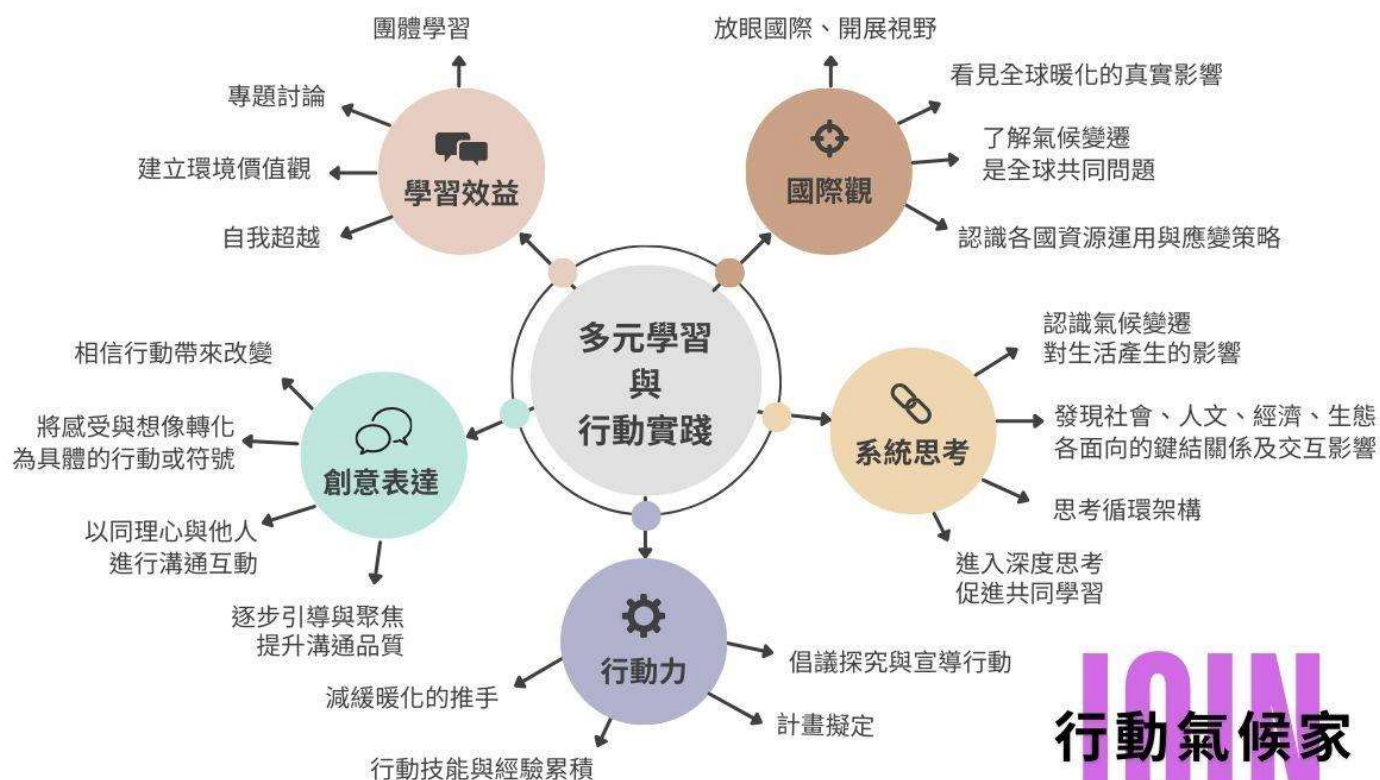 團體學習
專題討論
建立環境價值觀
自我超越
學習效益
放眼國際、開展視野
看見全球暖化的真實影響
了解氣候變遷
是全球共同問題
認識各國資源運用與應變策略
國際觀
多元學習
與
行動實踐
認識氣候變遷
對生活產生的影響
發現社會、人文、經濟、生態
各面向的鍵結關係及交互影響
思考循環架構
進入深度思考
促進共同學習
系統思考
相信行動帶來改變
將感受與想像轉化
為具體的行動或符號
以同理心與他人
進行溝通互動
逐步引導與聚焦
提升溝通品質
創意表達
行動力
倡議探究與宣導行動
計畫擬定
減緩暖化的推手
行動技能與經驗累積
JOIN
行動氣候家